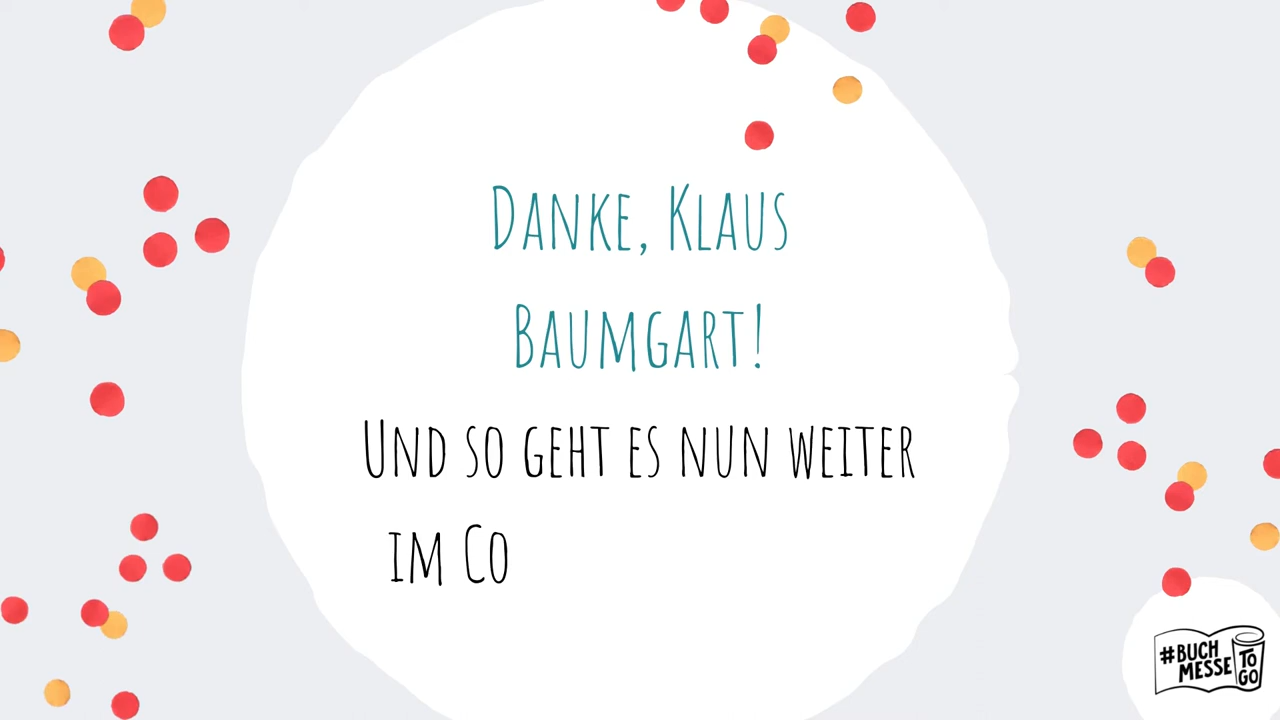 Danke, Klaus
Baumgart!
Und so geht es nun weiter
im Co
#BUCH
MESSE
TO
GO